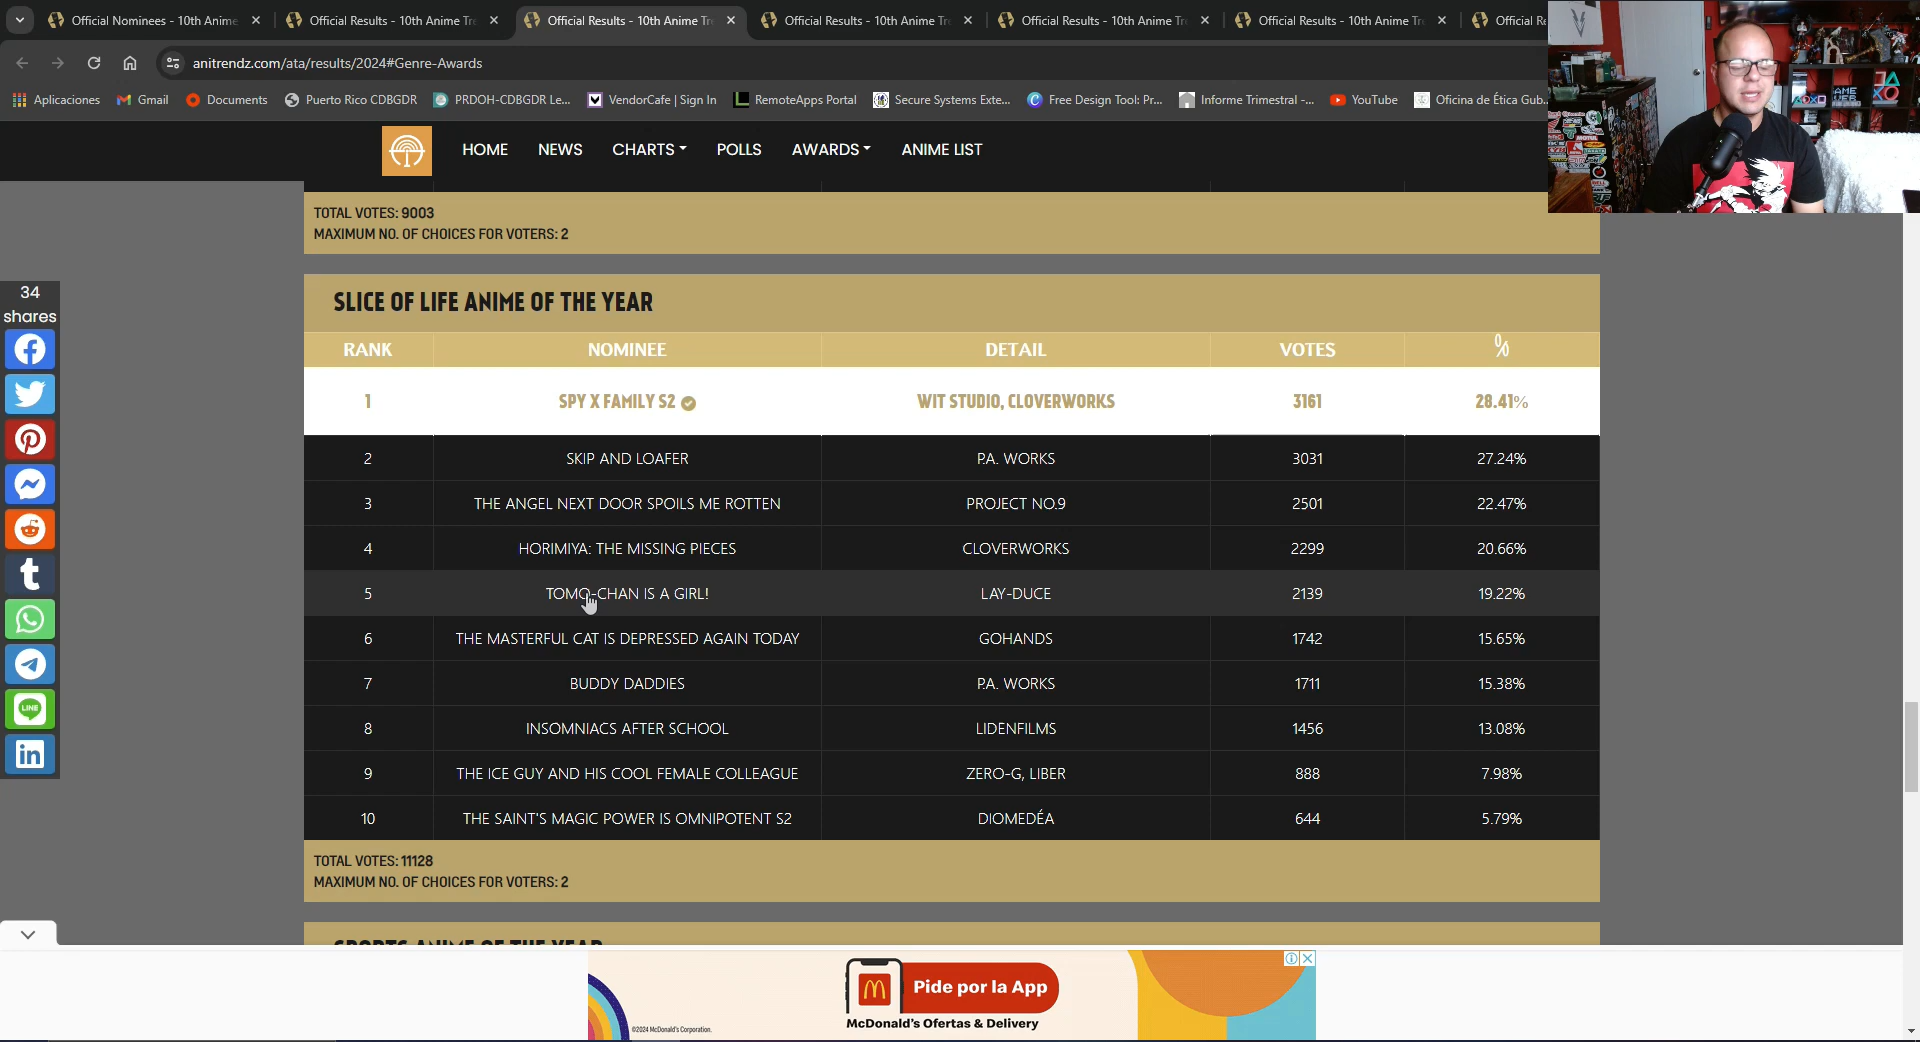 Official Nominees - 10th Anime
Official Results - 10th Anime Tr
Official Results - 10th Anime Tr
Official Results - 10th Anime Tr
Official Results - 10th Anime Tr
Official Results - 10th Anime Tr
Official Re
anitrendz.com/ata/results/2024#Genre-Awards
Aplicaciones Gmail Documents Puerto Rico CDBGDR PRDOH-CDBGDR Le... VendorCafe | Sign In RemoteApps Portal Secure Systems Exte... Free Design Tool: Pr... Informe Trimestral -... YouTube Oficina de Ética Gub...
HOME NEWS CHARTS POLLS AWARDS ANIME LIST
TOTAL VOTES: 9003
MAXIMUM NO. OF CHOICES FOR VOTERS: 2
34
shares
LINE
SLICE OF LIFE ANIME OF THE YEAR
RANK NOMINEE DETAIL VOTES %
1 SPY X FAMILY S2 WIT STUDIO, CLOVERWORKS 3161 28.41%
2 SKIP AND LOAFER P.A. WORKS 3031 27.24%
3 THE ANGEL NEXT DOOR SPOILS ME ROTTEN PROJECT NO.9 2501 22.47%
4 HORIMIYA: THE MISSING PIECES CLOVERWORKS 2299 20.66%
5 TOMO-CHAN IS A GIRL! LAY-DUCE 2139 19.22%
6 THE MASTERFUL CAT IS DEPRESSED AGAIN TODAY GOHANDS 1742 15.65%
7 BUDDY DADDIES P.A. WORKS 1711 15.38%
8 INSOMNIACS AFTER SCHOOL LIDENFILMS 1456 13.08%
9 THE ICE GUY AND HIS COOL FEMALE COLLEAGUE ZERO-G, LIBER 888 7.98%
10 THE SAINT'S MAGIC POWER IS OMNIPOTENT S2 DIOMEDÉA 644 5.79%
TOTAL VOTES: 11128
MAXIMUM NO. OF CHOICES FOR VOTERS: 2
SPORTS ANIME OF THE YEAR
Pide por la App
McDonald's Ofertas & Delivery
©2024 McDonald's Corporation.